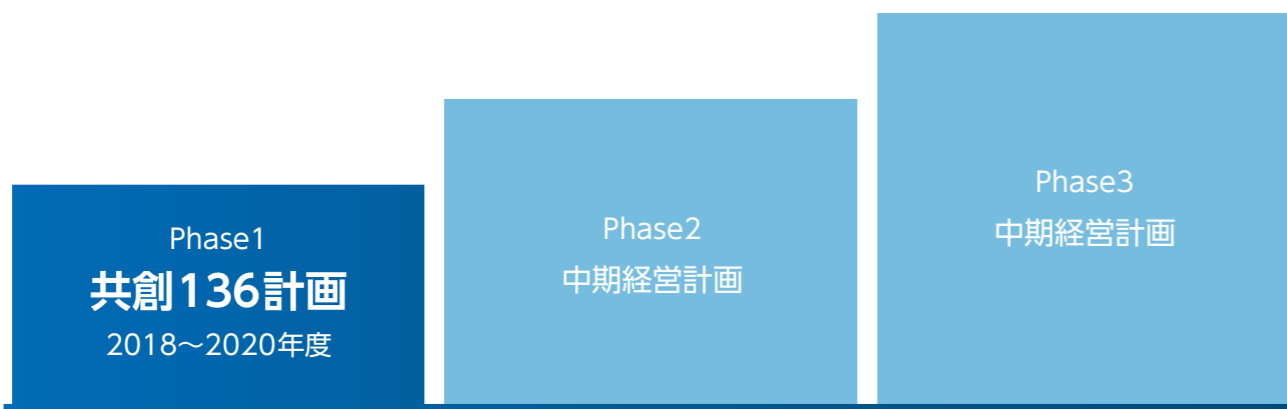 Phase1
共創136計画
2018～2020年度
Phase2
中期経営計画
Phase3
中期経営計画